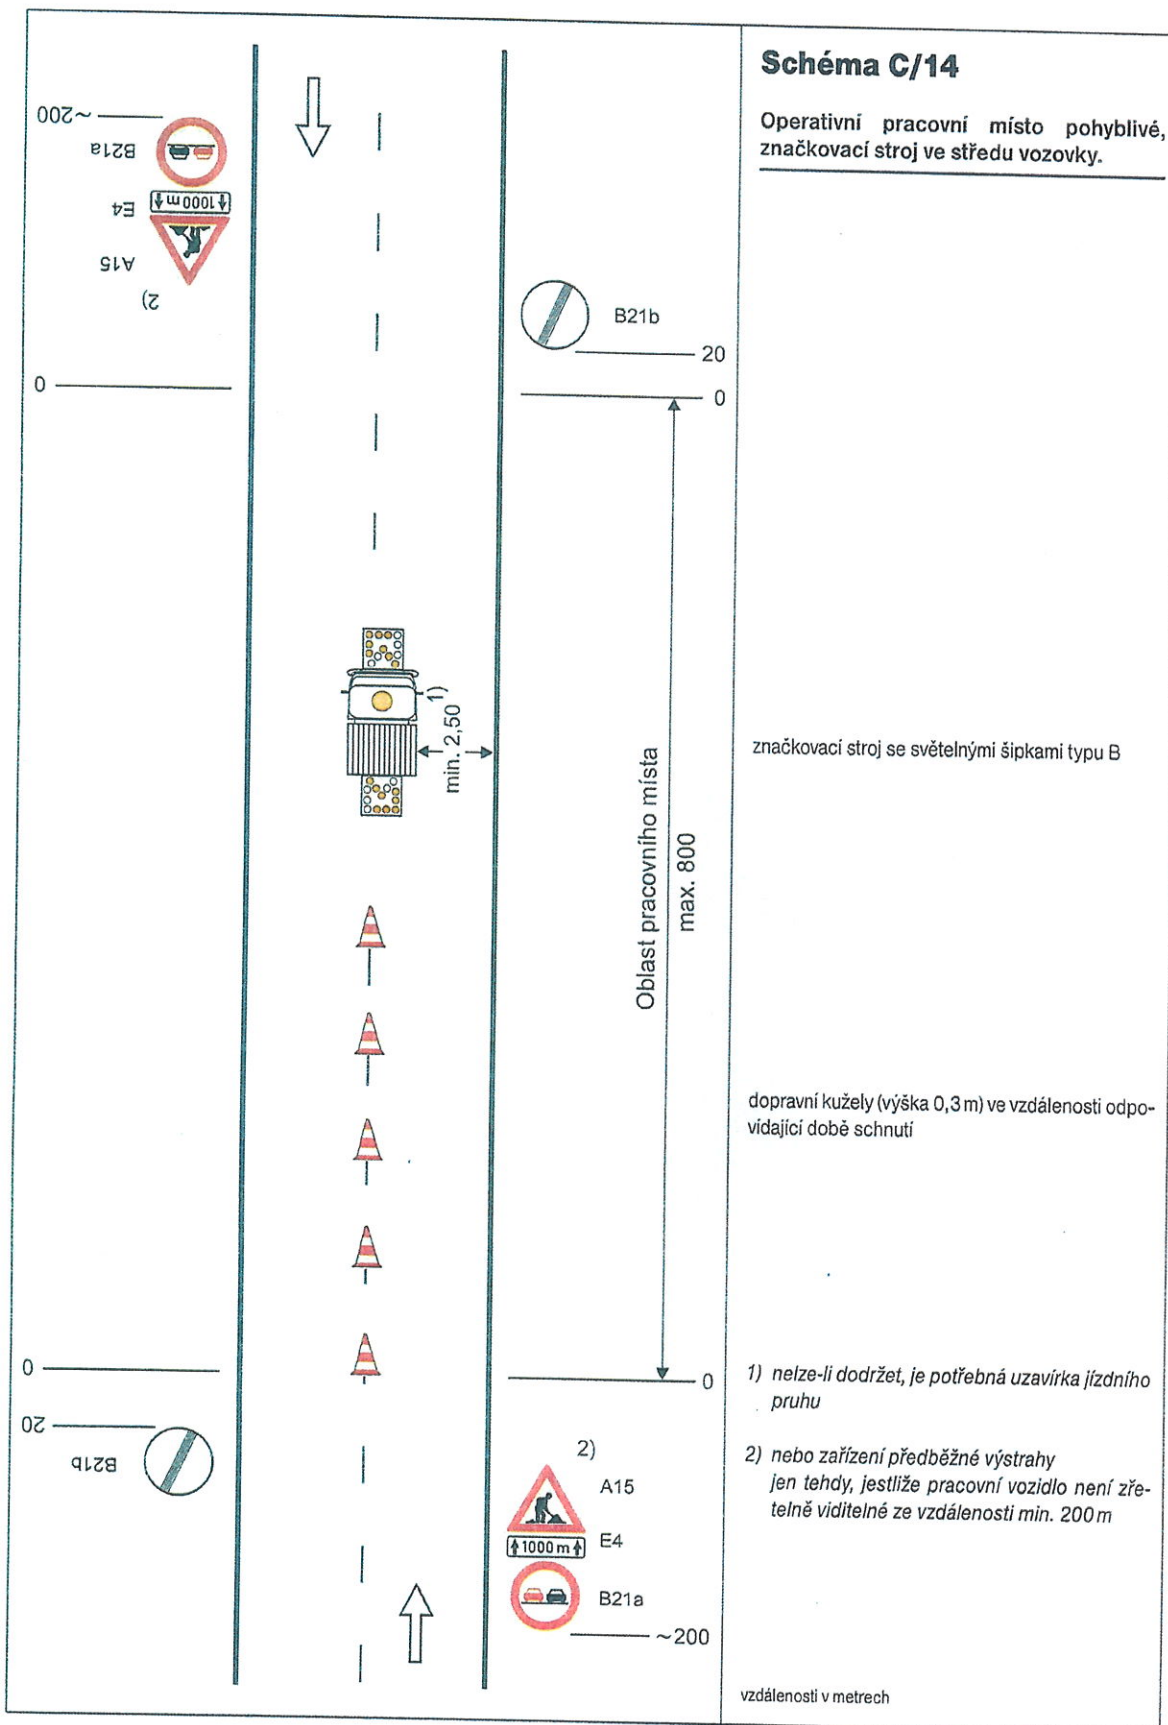 Schéma C/14
Operativní pracovní místo pohyblivé,
značkovací stroj ve středu vozovky.
~200
B21a
1000 m
E4
A15
2)
0
B21b
20
0
1)
min. 2,50
Oblast pracovního místa
max. 800
značkovací stroj se světelnými šipkami typu B
dopravní kužely (výška 0,3 m) ve vzdálenosti odpo-
vídající době schnutí
0
20
B21b
0
2)
A15
1000 m
E4
B21a
~200
1) nelze-li dodržet, je potřebná uzavírka jízdního
pruhu
2) nebo zařízení předběžné výstrahy
jen tehdy, jestliže pracovní vozidlo není zře-
telně viditelné ze vzdálenosti min. 200 m
vzdálenosti v metrech